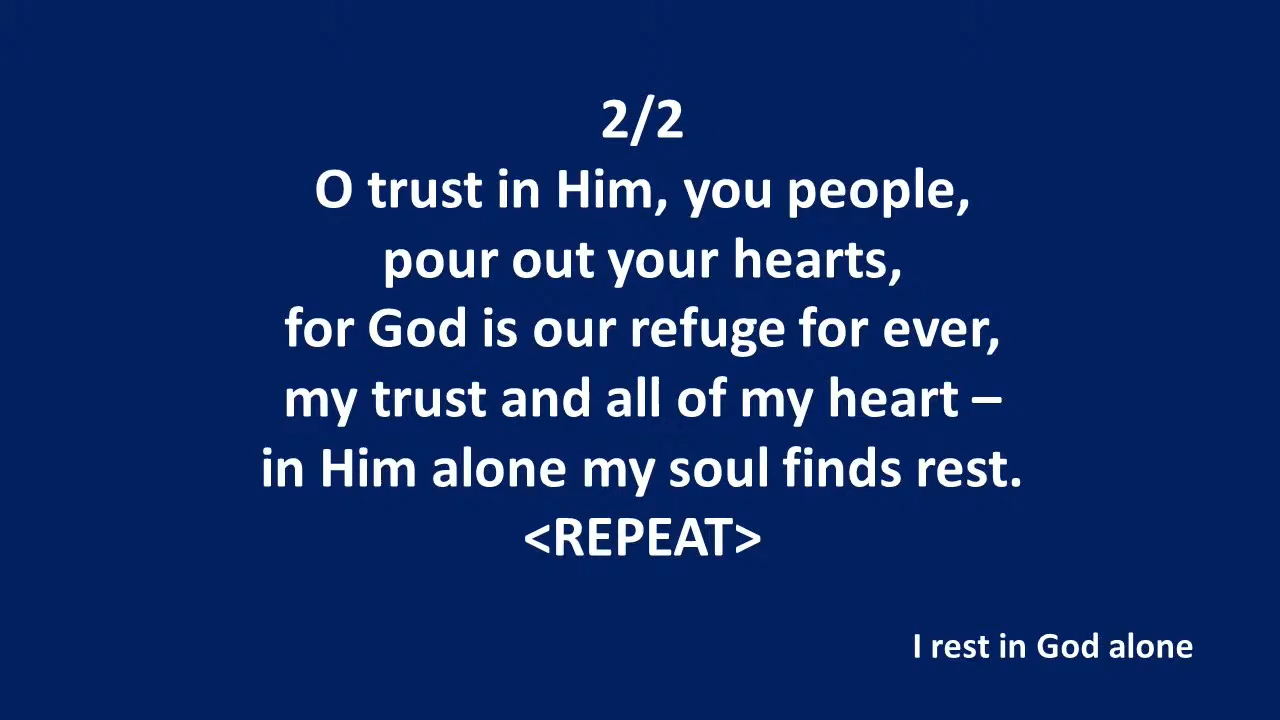 2/2
O trust in Him, you people,
pour out your hearts,
for God is our refuge for ever,
my trust and all of my heart –
in Him alone my soul finds rest.
<REPEAT>
I rest in God alone